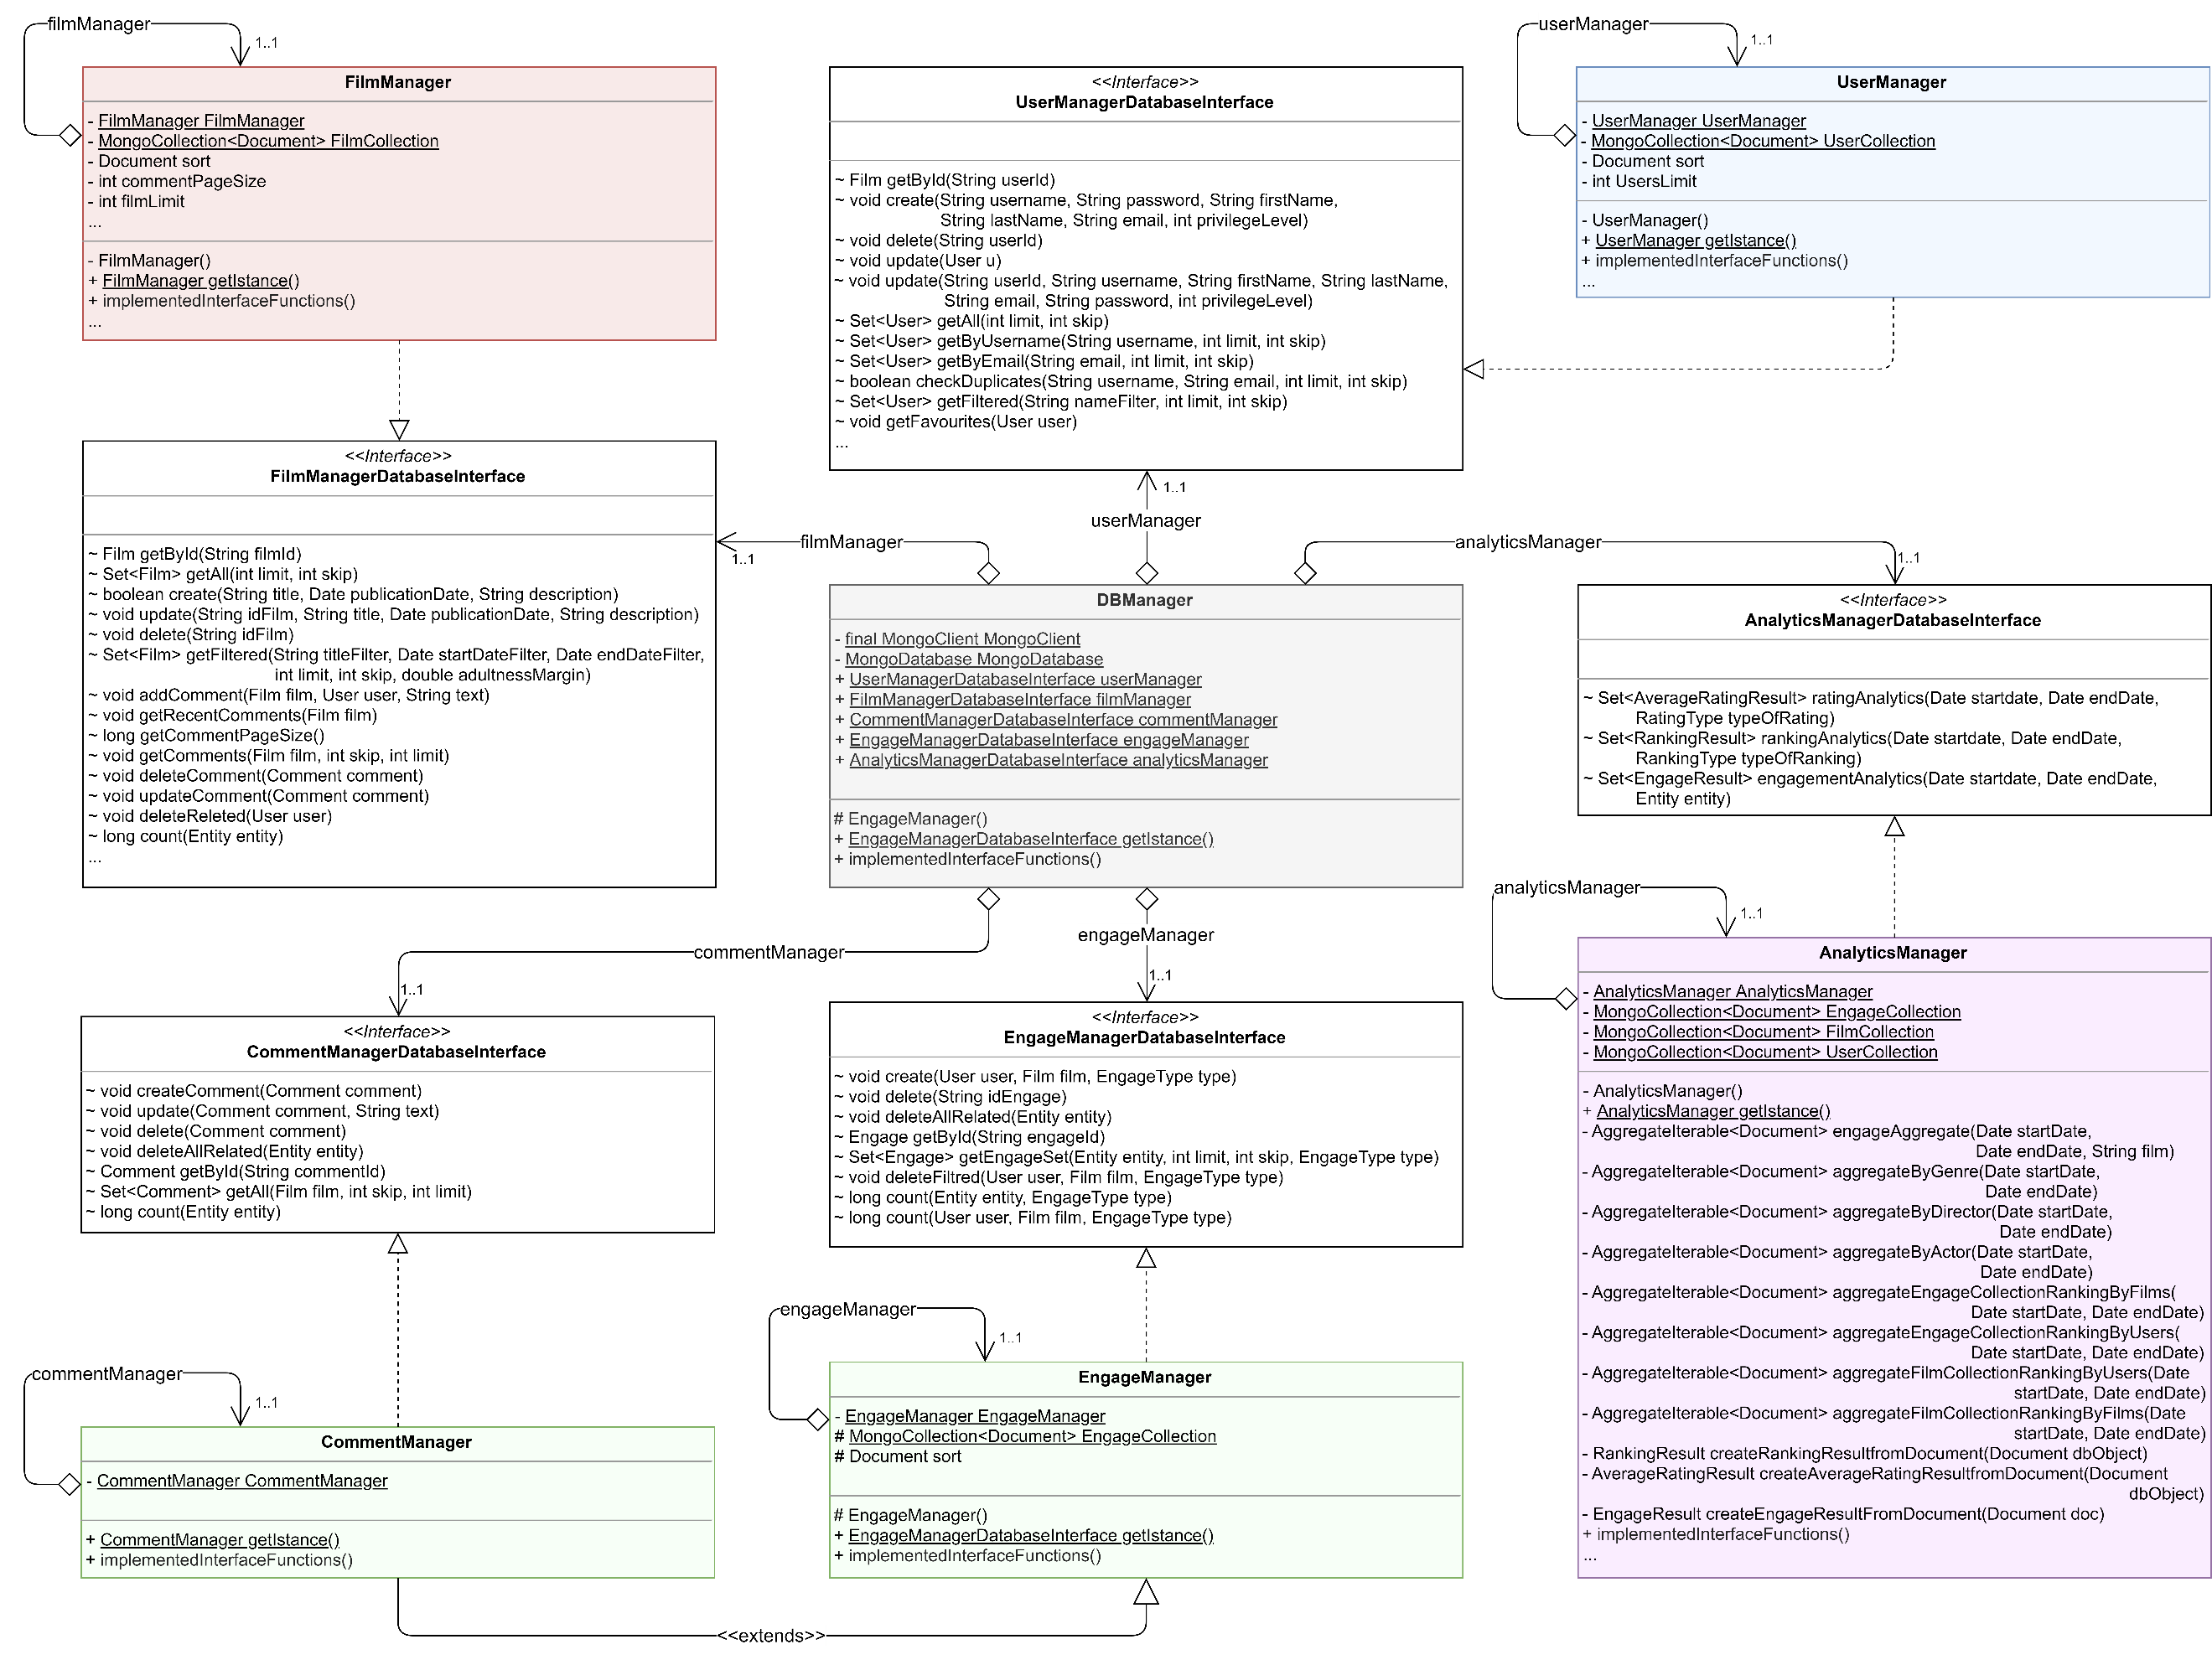 filmManager
1..1
FilmManager
- FilmManager FilmManager
- MongoCollection<Document> FilmCollection
- Document sort
- int commentPageSize
- int filmLimit
...
- FilmManager()
+ FilmManager getIstance()
+ implementedInterfaceFunctions()
...
<<Interface>>
UserManagerDatabaseInterface
~ Film getById(String userId)
~ void create(String username, String password, String firstName,
String lastName, String email, int privilegeLevel)
~ void delete(String userId)
~ void update(User u)
~ void update(String userId, String username, String firstName, String lastName,
String email, String password, int privilegeLevel)
~ Set<User> getAll(int limit, int skip)
~ Set<User> getByUsername(String username, int limit, int skip)
~ Set<User> getByEmail(String email, int limit, int skip)
~ boolean checkDuplicates(String username, String email, int limit, int skip)
~ Set<User> getFiltered(String nameFilter, int limit, int skip)
~ void getFavourites(User user)
...
userManager
1..1
UserManager
- UserManager UserManager
- MongoCollection<Document> UserCollection
- Document sort
- int UsersLimit
- UserManager()
+ UserManager getIstance()
+ implementedInterfaceFunctions()
...
<<Interface>>
FilmManagerDatabaseInterface
~ Film getById(String filmId)
~ Set<Film> getAll(int limit, int skip)
~ boolean create(String title, Date publicationDate, String description)
~ void update(String idFilm, String title, Date publicationDate, String description)
~ void delete(String idFilm)
~ Set<Film> getFiltered(String titleFilter, Date startDateFilter, Date endDateFilter,
int limit, int skip, double adultnessMargin)
~ void addComment(Film film, User user, String text)
~ void getRecentComments(Film film)
~ long getCommentPageSize()
~ void getComments(Film film, int skip, int limit)
~ void deleteComment(Comment comment)
~ void updateComment(Comment comment)
~ void deleteReleted(User user)
~ long count(Entity entity)
...
filmManager
1..1
userManager
1..1
analyticsManager
1..1
DBManager
- final MongoClient MongoClient
- MongoDatabase MongoDatabase
+ UserManagerDatabaseInterface userManager
+ FilmManagerDatabaseInterface filmManager
+ CommentManagerDatabaseInterface commentManager
+ EngageManagerDatabaseInterface engageManager
+ AnalyticsManagerDatabaseInterface analyticsManager
# EngageManager()
+ EngageManagerDatabaseInterface getIstance()
+ implementedInterfaceFunctions()
<<Interface>>
AnalyticsManagerDatabaseInterface
~ Set<AverageRatingResult> ratingAnalytics(Date startdate, Date endDate,
RatingType typeOfRating)
~ Set<RankingResult> rankingAnalytics(Date startdate, Date endDate,
RankingType typeOfRanking)
~ Set<EngageResult> engagementAnalytics(Date startdate, Date endDate,
Entity entity)
commentManager
1..1
engageManager
1..1
analyticsManager
1..1
<<Interface>>
CommentManagerDatabaseInterface
~ void createComment(Comment comment)
~ void update(Comment comment, String text)
~ void delete(Comment comment)
~ void deleteAllRelated(Entity entity)
~ Comment getById(String commentId)
~ Set<Comment> getAll(Film film, int skip, int limit)
~ long count(Entity entity)
<<Interface>>
EngageManagerDatabaseInterface
~ void create(User user, Film film, EngageType type)
~ void delete(String idEngage)
~ void deleteAllRelated(Entity entity)
~ Engage getById(String engageId)
~ Set<Engage> getEngageSet(Entity entity, int limit, int skip, EngageType type)
~ void deleteFiltred(User user, Film film, EngageType type)
~ long count(Entity entity, EngageType type)
~ long count(User user, Film film, EngageType type)
AnalyticsManager
- AnalyticsManager AnalyticsManager
- MongoCollection<Document> EngageCollection
- MongoCollection<Document> FilmCollection
- MongoCollection<Document> UserCollection
- AnalyticsManager()
+ AnalyticsManager getIstance()
- AggregateIterable<Document> engageAggregate(Date startDate,
Date endDate, String film)
- AggregateIterable<Document> aggregateByGenre(Date startDate,
Date endDate)
- AggregateIterable<Document> aggregateByDirector(Date startDate,
Date endDate)
- AggregateIterable<Document> aggregateByActor(Date startDate,
Date endDate)
- AggregateIterable<Document> aggregateEngageCollectionRankingByFilms(
Date startDate, Date endDate)
- AggregateIterable<Document> aggregateEngageCollectionRankingByUsers(
Date startDate, Date endDate)
- AggregateIterable<Document> aggregateFilmCollectionRankingByUsers(Date
startDate, Date endDate)
- AggregateIterable<Document> aggregateFilmCollectionRankingByFilms(Date
startDate, Date endDate)
- RankingResult createRankingResultfromDocument(Document dbObject)
- AverageRatingResult createAverageRatingResultfromDocument(Document
dbObject)
- EngageResult createEngageResultFromDocument(Document doc)
+ implementedInterfaceFunctions()
...
commentManager
1..1
CommentManager
- CommentManager CommentManager
+ CommentManager getIstance()
+ implementedInterfaceFunctions()
engageManager
1..1
EngageManager
- EngageManager EngageManager
# MongoCollection<Document> EngageCollection
# Document sort
# EngageManager()
+ EngageManagerDatabaseInterface getIstance()
+ implementedInterfaceFunctions()
<<extends>>